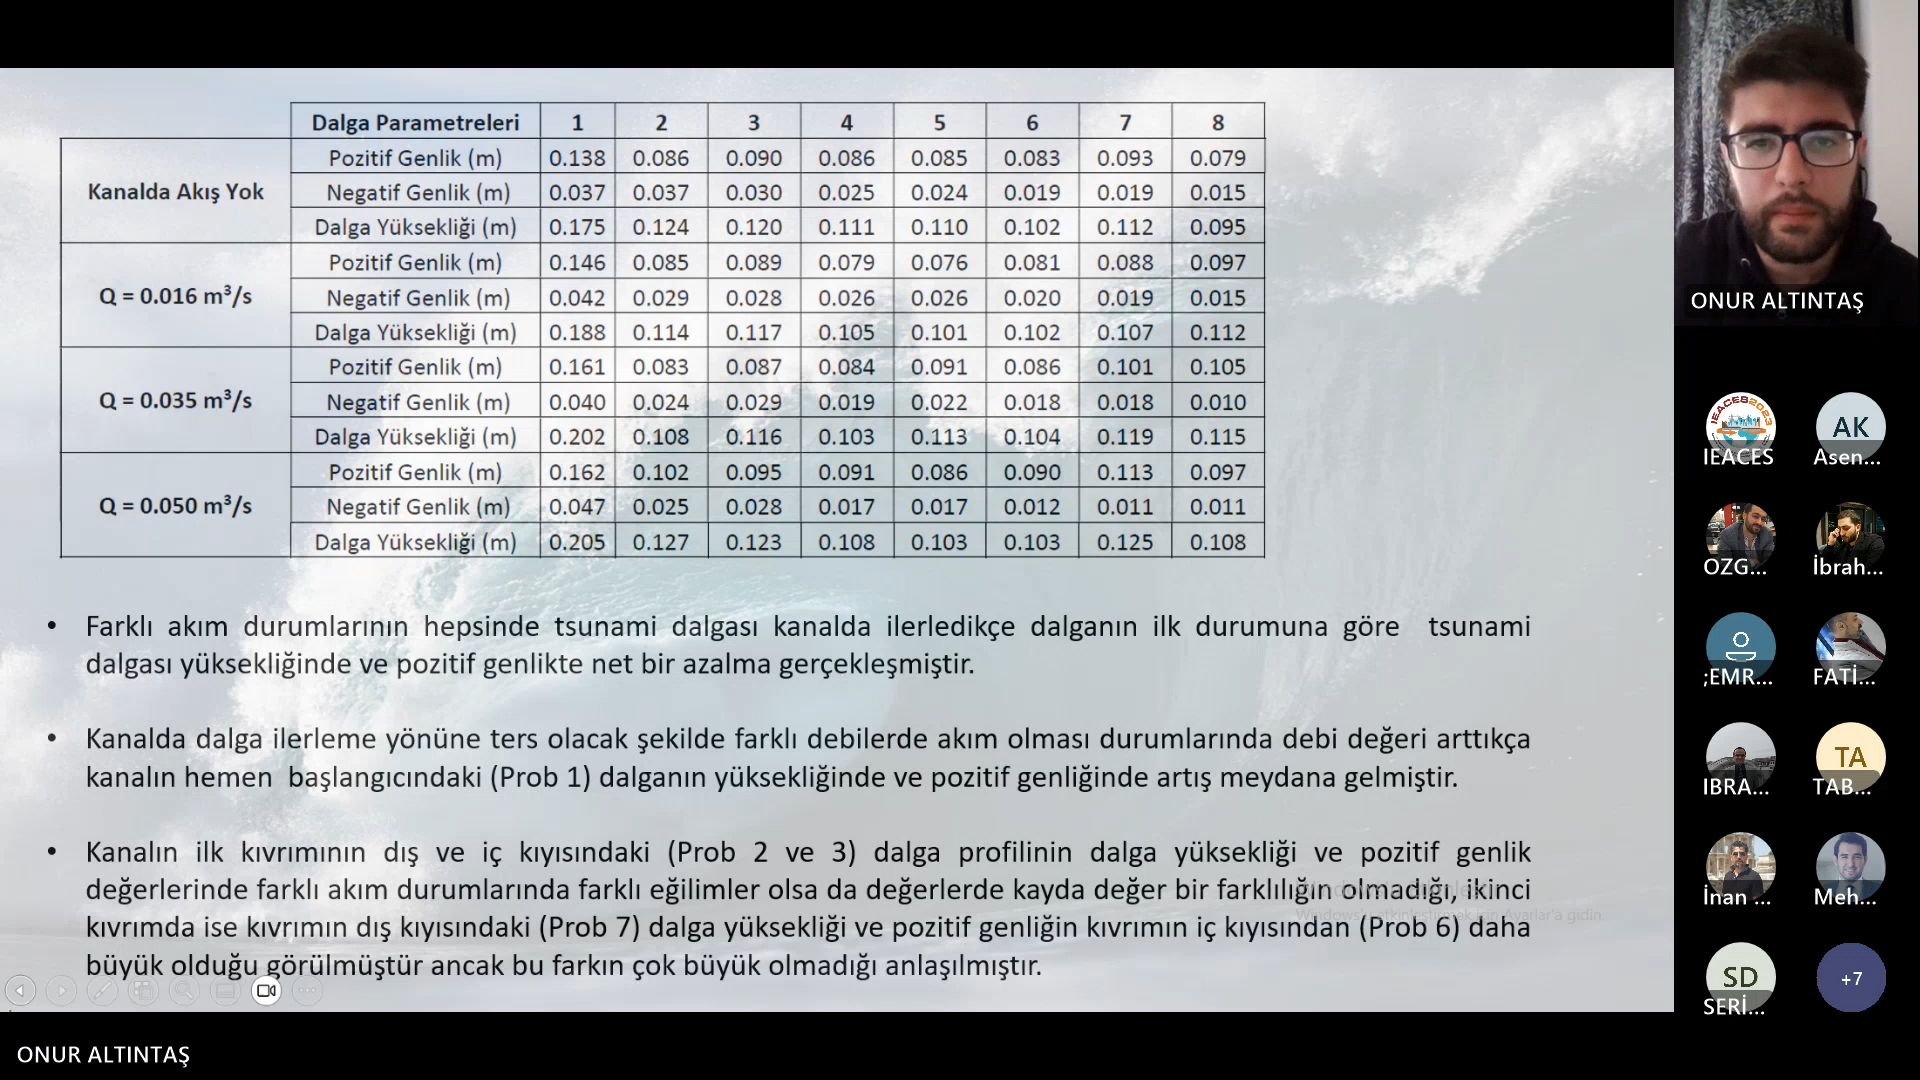 Dalga Parametreleri 1 2 3 4 5 6 7 8
Kanalda Akış Yok
Pozitif Genlik (m) 0.138 0.086 0.090 0.086 0.085 0.083 0.093 0.079
Negatif Genlik (m) 0.037 0.037 0.030 0.025 0.024 0.019 0.019 0.015
Dalga Yüksekliği (m) 0.175 0.124 0.120 0.111 0.110 0.102 0.112 0.095
Q = 0.016 m³/s
Pozitif Genlik (m) 0.146 0.085 0.089 0.079 0.076 0.081 0.088 0.097
Negatif Genlik (m) 0.042 0.029 0.028 0.026 0.026 0.020 0.019 0.015
Dalga Yüksekliği (m) 0.188 0.114 0.117 0.105 0.101 0.102 0.107 0.112
Q = 0.035 m³/s
Pozitif Genlik (m) 0.161 0.083 0.087 0.084 0.091 0.086 0.101 0.105
Negatif Genlik (m) 0.040 0.024 0.029 0.019 0.022 0.018 0.018 0.010
Dalga Yüksekliği (m) 0.202 0.108 0.116 0.103 0.113 0.104 0.119 0.115
Q = 0.050 m³/s
Pozitif Genlik (m) 0.162 0.102 0.095 0.091 0.086 0.090 0.113 0.097
Negatif Genlik (m) 0.047 0.025 0.028 0.017 0.017 0.012 0.011 0.011
Dalga Yüksekliği (m) 0.205 0.127 0.123 0.108 0.103 0.103 0.125 0.108
• Farklı akım durumlarının hepsinde tsunami dalgası kanalda ilerledikçe dalganın ilk durumuna göre tsunami
dalgası yüksekliğinde ve pozitif genlikte net bir azalma gerçekleşmiştir.
• Kanalda dalga ilerleme yönüne ters olacak şekilde farklı debilerde akım olması durumlarında debi değeri arttıkça
kanalın hemen başlangıcındaki (Prob 1) dalganın yüksekliğinde ve pozitif genliğinde artış meydana gelmiştir.
• Kanalın ilk kıvrımının dış ve iç kıyısındaki (Prob 2 ve 3) dalga profilinin dalga yüksekliği ve pozitif genlik
değerlerinde farklı akım durumlarında farklı eğilimler olsa da değerlerde kayda değer bir farklılığın olmadığı, ikinci
kıvrımda ise kıvrımın dış kıyısındaki (Prob 7) dalga yüksekliği ve pozitif genliğin kıvrımın iç kıyısından (Prob 6) daha
büyük olduğu görülmüştür ancak bu farkın çok büyük olmadığı anlaşılmıştır.
Windows'u etkinleştirmek için Ayarlar'a gidin.
ONUR ALTINTAŞ
ONUR ALTINTAŞ
IEACES2023
IEACES
AK
Asen...
OZG...
İbrah...
;EMR...
FATİ...
IBRA...
TA
TAB...
İnan ...
Meh...
SD
SERİ...
+7